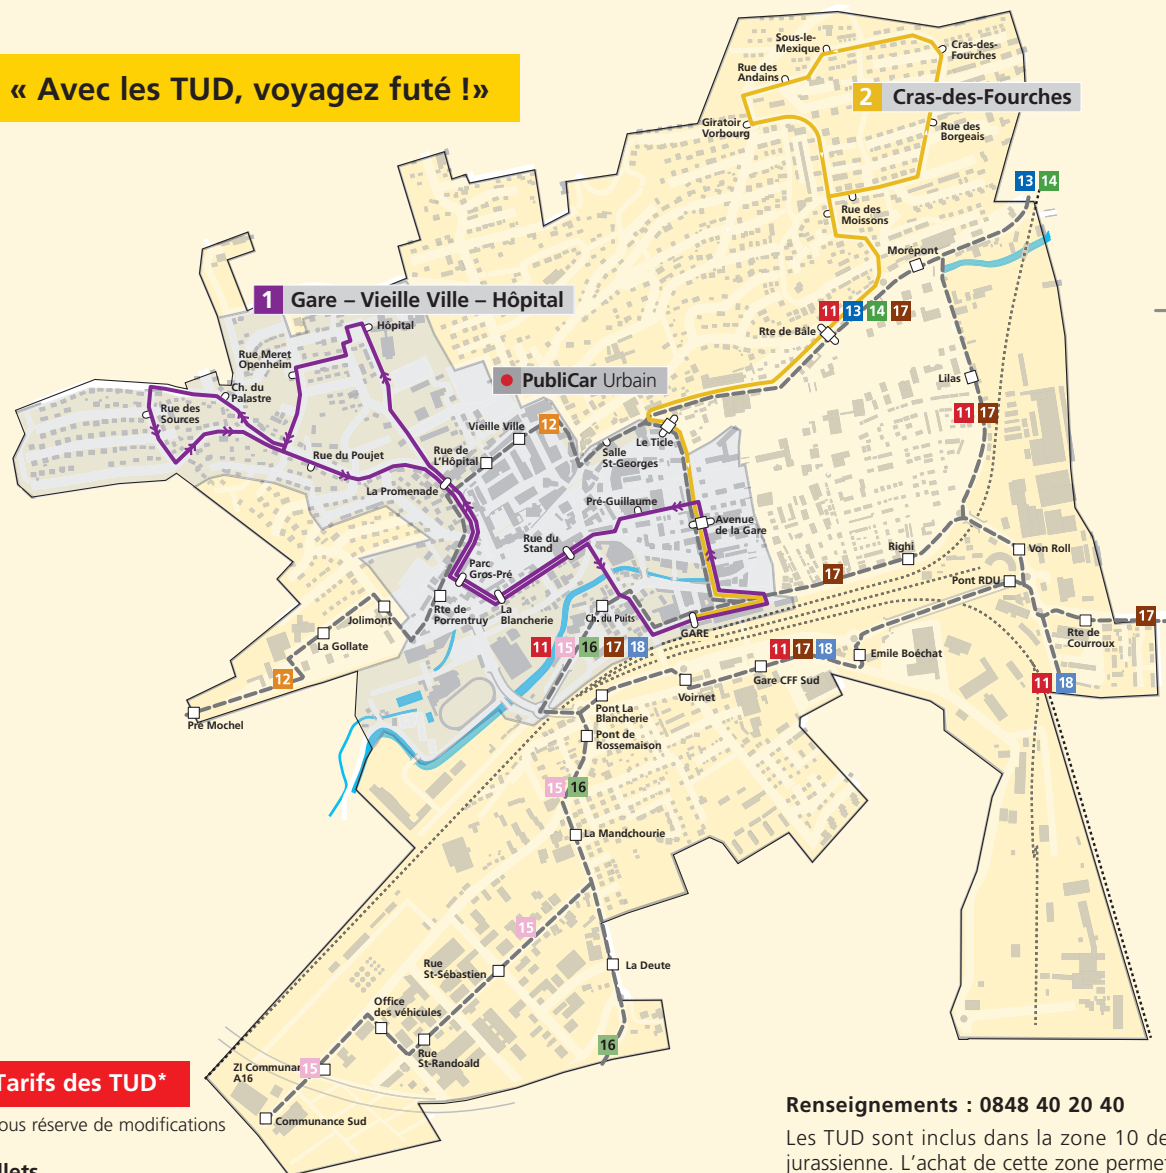 « Avec les TUD, voyagez futé !»
Sous-le-
Mexique
Cras-des-
Fourches
Rue des
Andains
2 Cras-des-Fourches
Giratoir
Vorbourg
Rue des
Borgeais
13 14
Rue des
Moissons
Morépont
1 Gare – Vieille Ville – Hôpital
11 13 14 17
Hôpital
Rte de Bâle
Rue Meret
Openheim
PubliCar Urbain
Lilas
Ch. du
Palastre
Rue des
Sources
11 17
Vieille Ville
12
Le Ticle
Salle
St-Georges
Rue de
L'Hôpital
Rue du Poujet
La Promenade
Pré-Guillaume
Avenue
de la Gare
Rue du
Stand
Righi
Von Roll
Parc
Gros-Pré
17
Pont RDU
Jolimont
Rte de
Porrentruy
La
Blancherie
Ch. du Puits
GARE
17
Rte de
Courroux
La Gollate
11 15 16 17 18
11 17 18
Emile Boéchat
12
Voirnet
Gare CFF Sud
11 18
Pré Mochel
Pont La
Blancherie
Pont de
Rossemaison
15 16
La Mandchourie
15
Rue
St-Sébastien
La Deute
Office
des véhicules
16
Rue
St-Randoald
ZI Communan
A16
15
Communance Sud
Tarifs des TUD*
ous réserve de modifications
llets
Renseignements : 0848 40 20 40
Les TUD sont inclus dans la zone 10 de
jurassienne. L'achat de cette zone perme